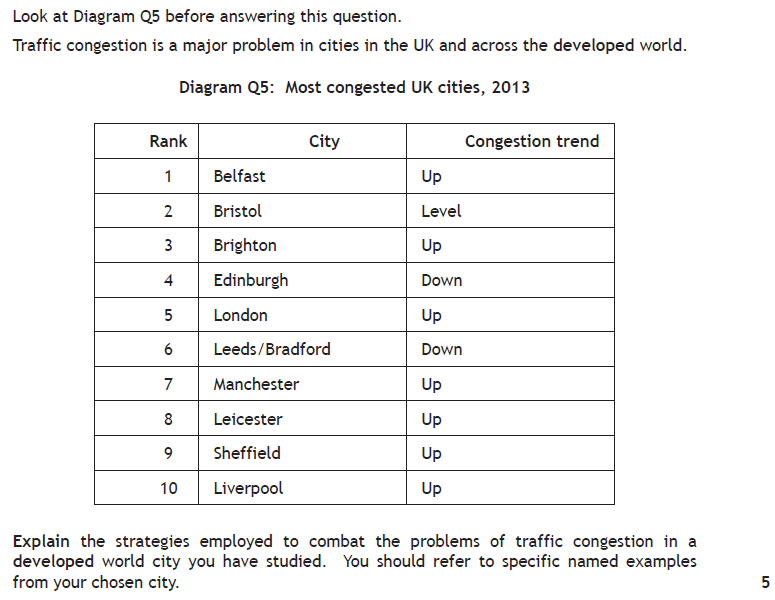 Look at Diagram Q5 before answering this question.
Traffic congestion is a major problem in cities in the UK and across the developed world.
Diagram Q5: Most congested UK cities, 2013
Rank City Congestion trend
1 Belfast Up
2 Bristol Level
3 Brighton Up
4 Edinburgh Down
5 London Up
6 Leeds/Bradford Down
7 Manchester Up
8 Leicester Up
9 Sheffield Up
10 Liverpool Up
Explain the strategies employed to combat the problems of traffic congestion in a
developed world city you have studied. You should refer to specific named examples
from your chosen city. 5